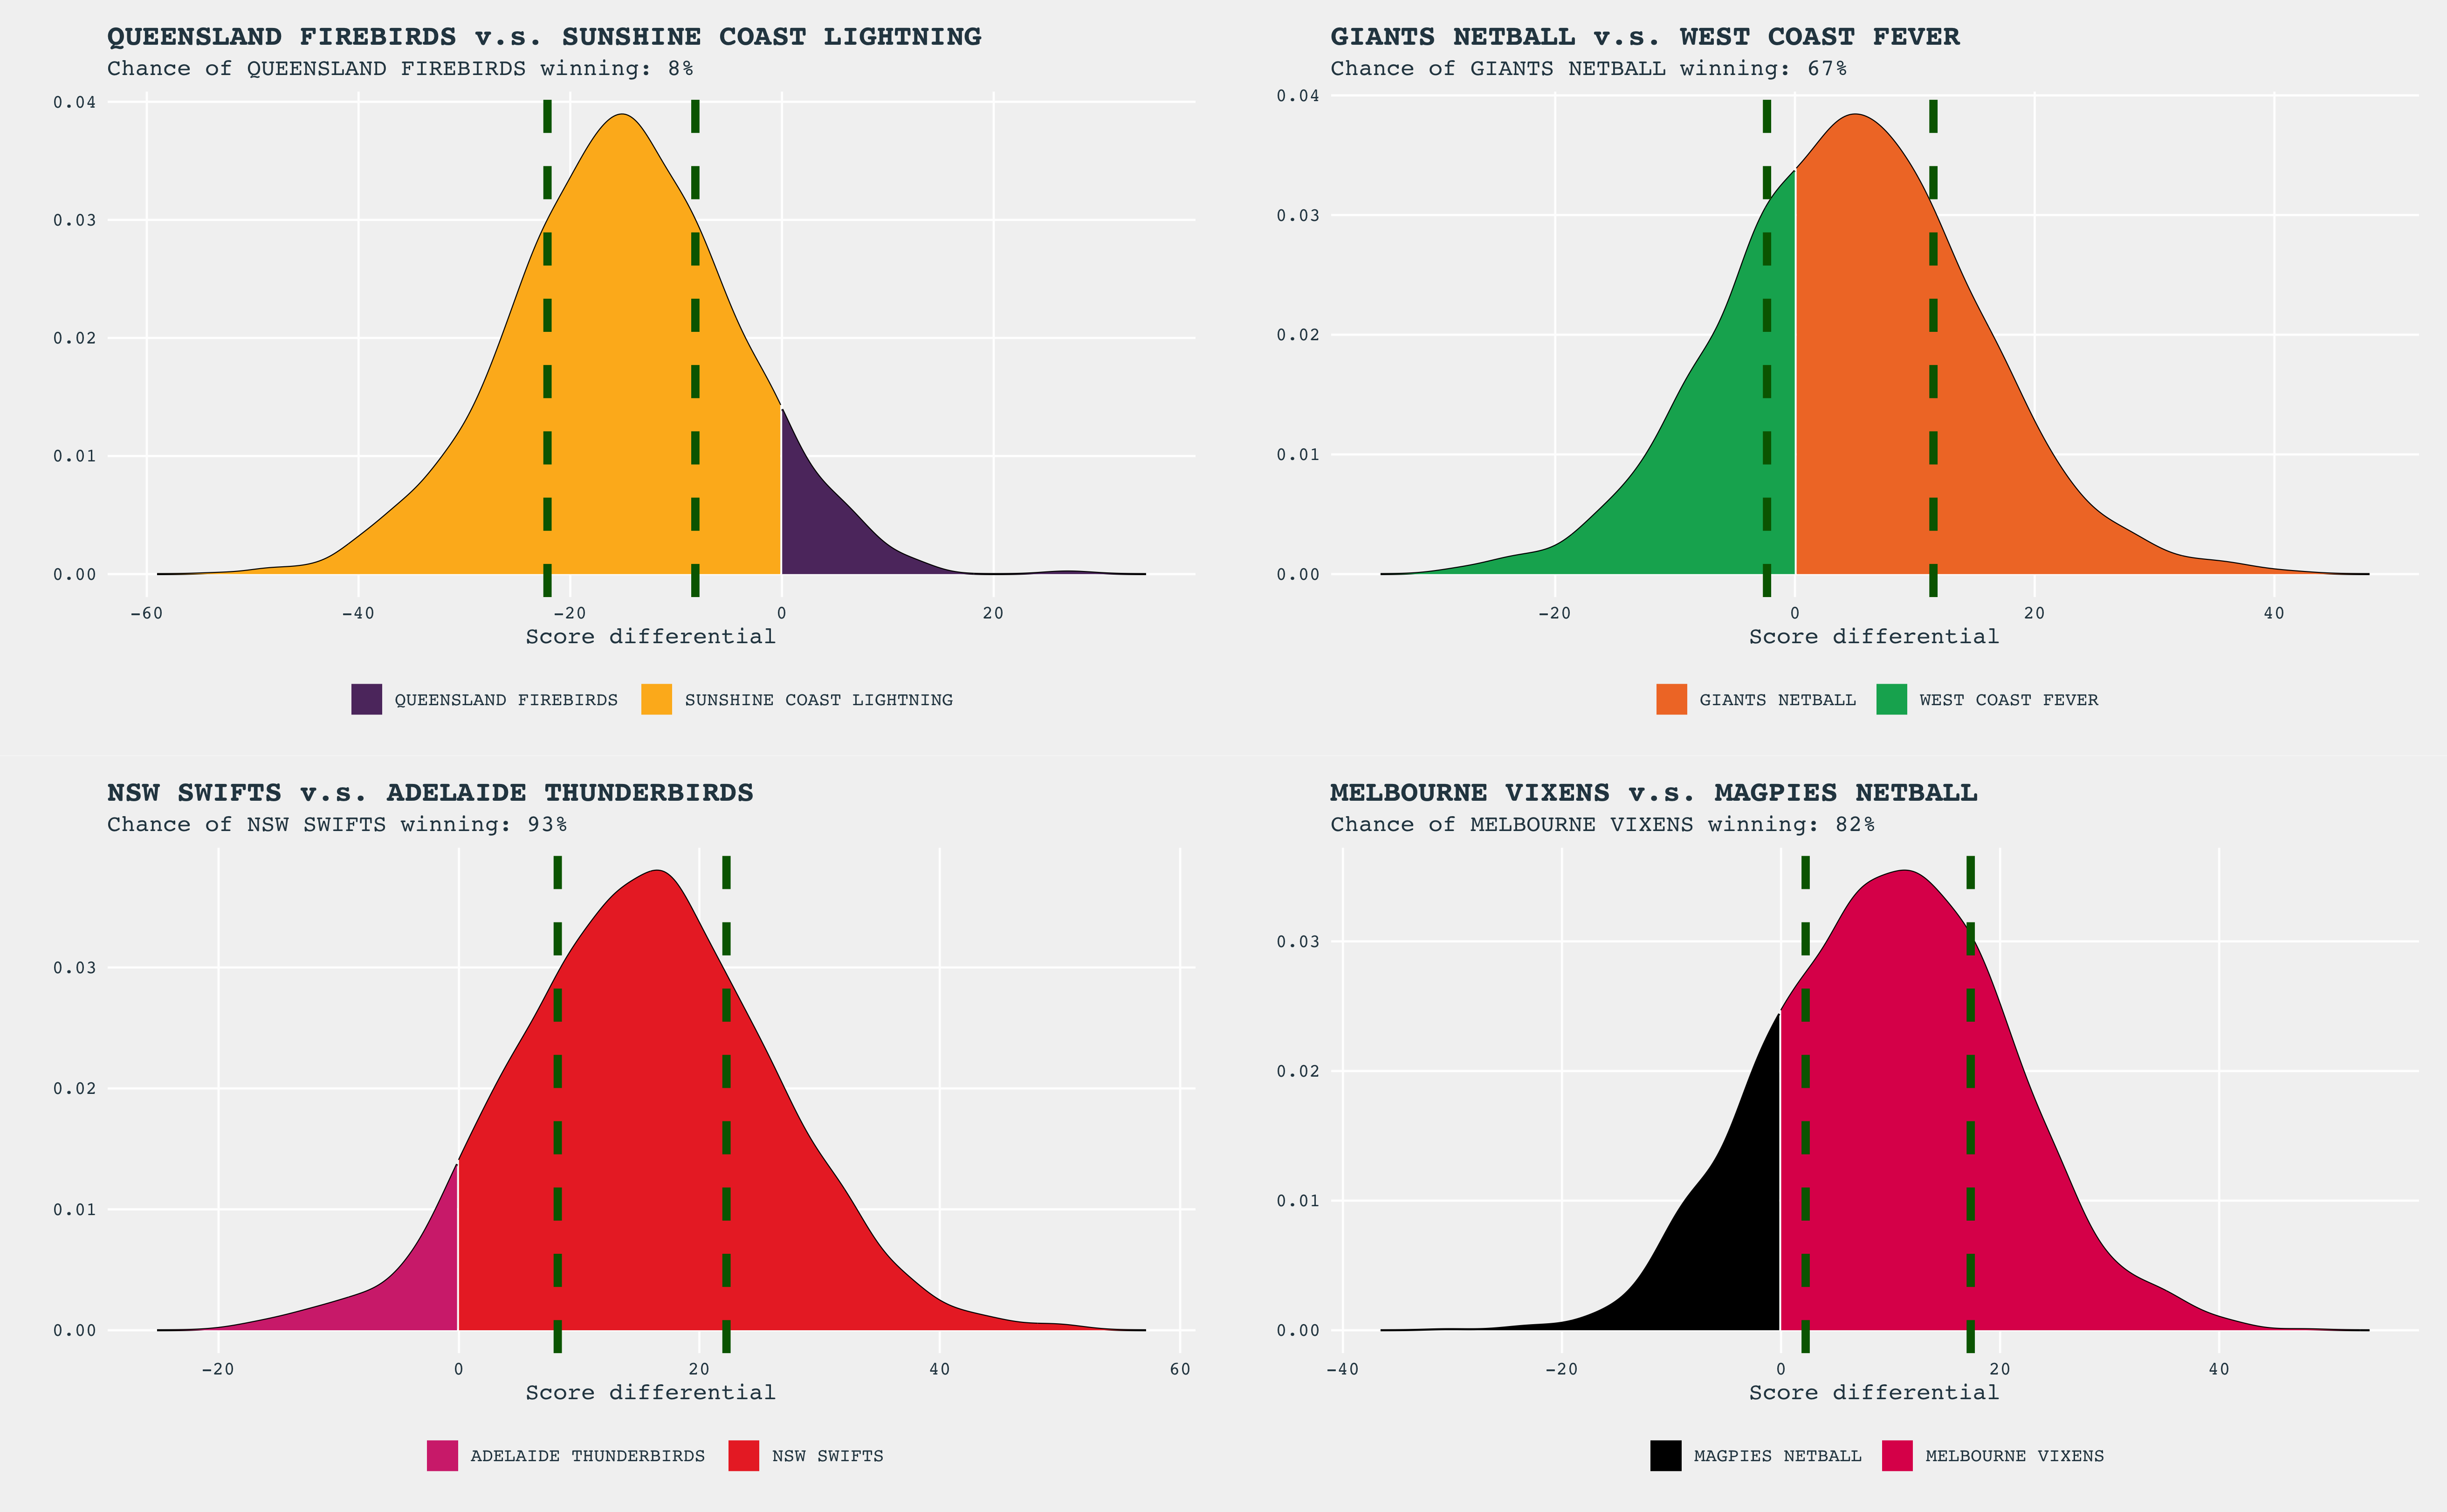 QUEENSLAND FIREBIRDS v.s. SUNSHINE COAST LIGHTNING
Chance of QUEENSLAND FIREBIRDS winning: 8%
0.04
0.03
0.02
0.01
0.00
-60 -40 -20 0 20
Score differential
QUEENSLAND FIREBIRDS SUNSHINE COAST LIGHTNING
GIANTS NETBALL v.s. WEST COAST FEVER
Chance of GIANTS NETBALL winning: 67%
0.04
0.03
0.02
0.01
0.00
-20 0 20 40
Score differential
GIANTS NETBALL WEST COAST FEVER
NSW SWIFTS v.s. ADELAIDE THUNDERBIRDS
Chance of NSW SWIFTS winning: 93%
0.03
0.02
0.01
0.00
-20 0 20 40 60
Score differential
ADELAIDE THUNDERBIRDS NSW SWIFTS
MELBOURNE VIXENS v.s. MAGPIES NETBALL
Chance of MELBOURNE VIXENS winning: 82%
0.03
0.02
0.01
0.00
-40 -20 0 20 40
Score differential
MAGPIES NETBALL MELBOURNE VIXENS